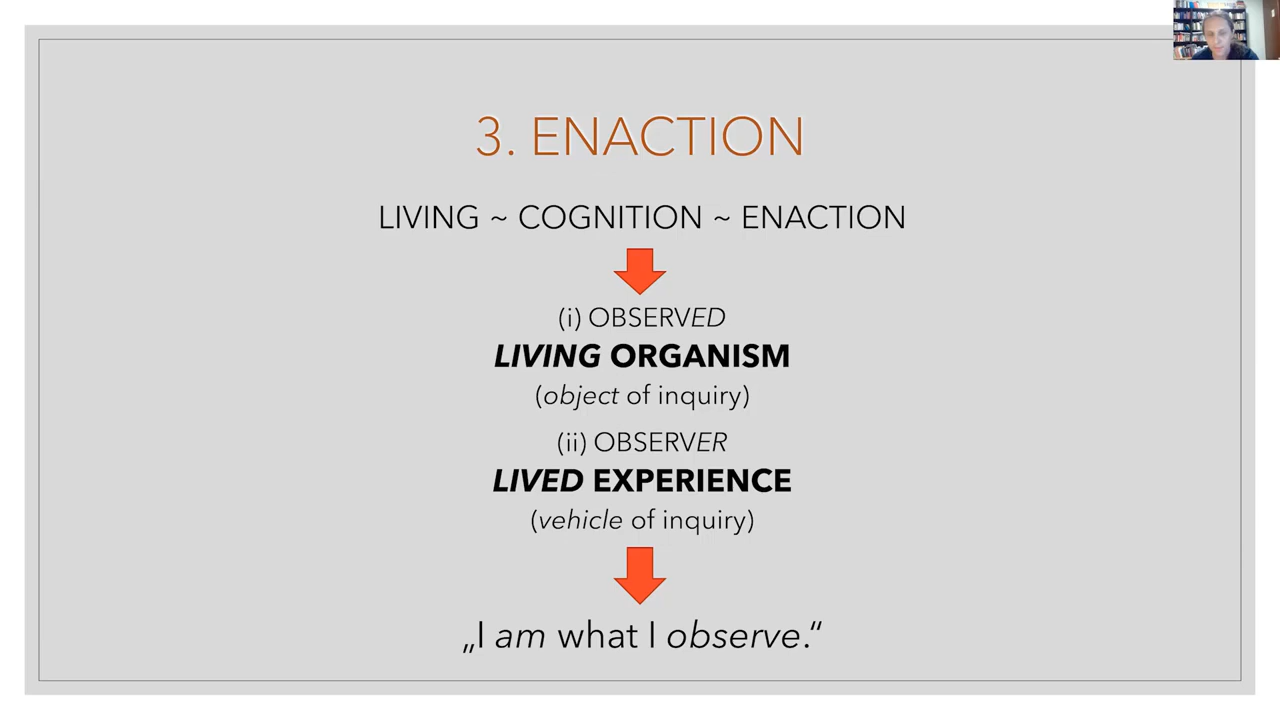 3. ENACTION
LIVING ~ COGNITION ~ ENACTION
(i) OBSERVED
LIVING ORGANISM
(object of inquiry)
(ii) OBSERVER
LIVED EXPERIENCE
(vehicle of inquiry)
„I am what I observe.“